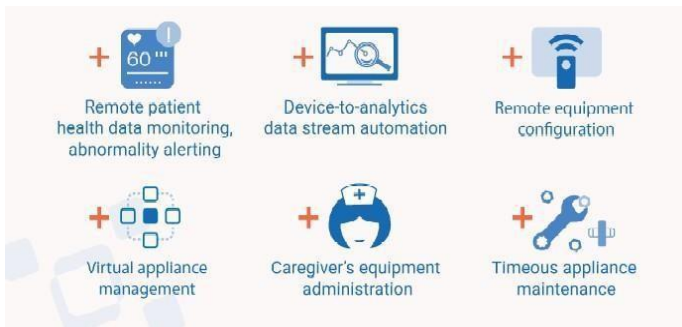 60
Remote patient
health data monitoring,
abnormality alerting
Device-to-analytics
data stream automation
Remote equipment
configuration
Virtual appliance
management
Caregiver's equipment
administration
Timeous appliance
maintenance